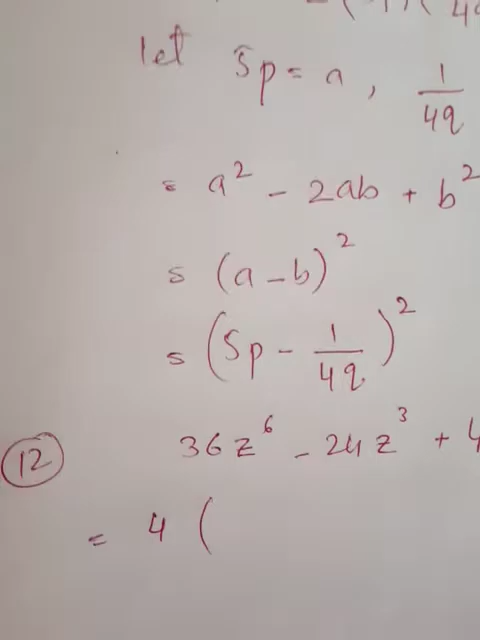 let 5p = a, 1/4q
= a² - 2ab + b²
= (a - b)²
= (5p - 1/4q)²
(12) 36z⁶ - 24z³ + 4
= 4 (